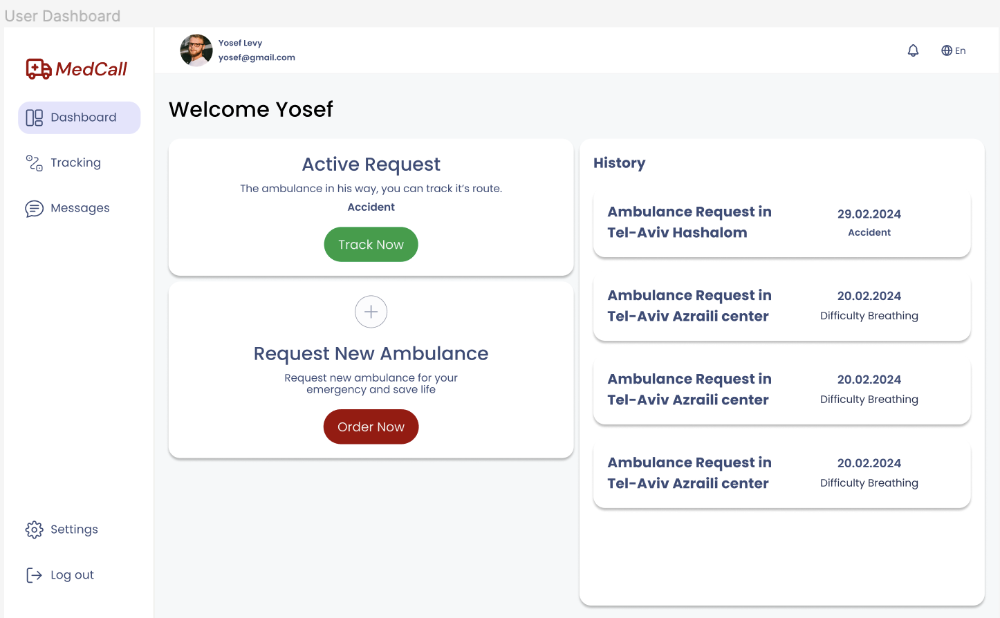 User Dashboard
MedCall
Dashboard
Tracking
Messages
Settings
Log out
Yosef Levy
yosef@gmail.com
En
Welcome Yosef
Active Request
The ambulance in his way, you can track it's route.
Accident
Track Now
Request New Ambulance
Request new ambulance for your
emergency and save life
Order Now
History
Ambulance Request in
Tel-Aviv Hashalom
29.02.2024
Accident
Ambulance Request in
Tel-Aviv Azraili center
20.02.2024
Difficulty Breathing
Ambulance Request in
Tel-Aviv Azraili center
20.02.2024
Difficulty Breathing
Ambulance Request in
Tel-Aviv Azraili center
20.02.2024
Difficulty Breathing